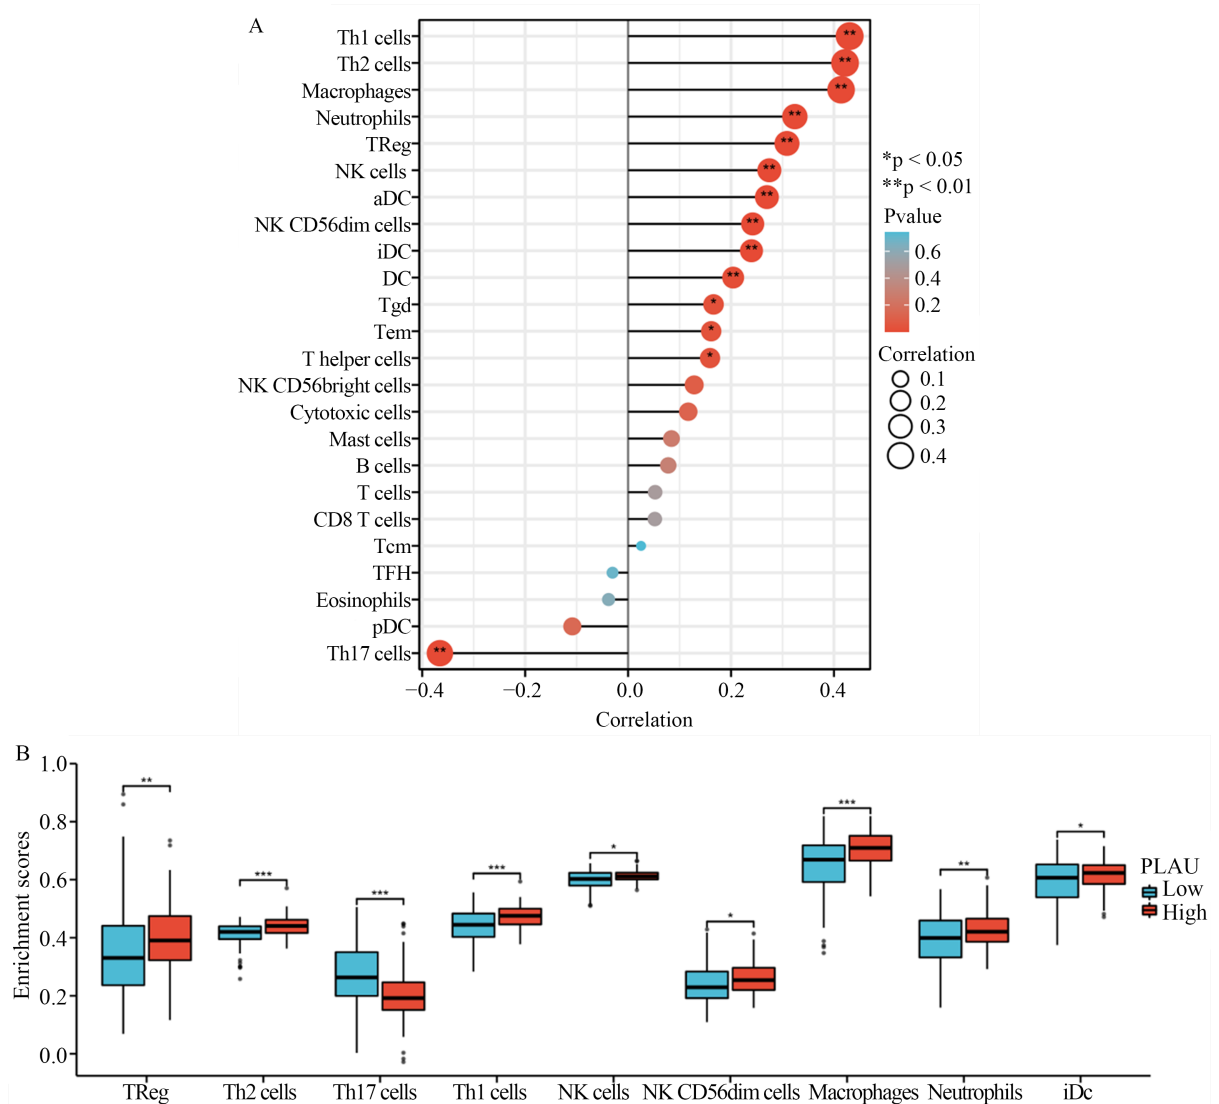 A
Th1 cells
Th2 cells
Macrophages
Neutrophils
TReg
NK cells
aDC
NK CD56dim cells
iDC
DC
Tgd
Tem
T helper cells
NK CD56bright cells
Cytotoxic cells
Mast cells
B cells
T cells
CD8 T cells
Tcm
TFH
Eosinophils
pDC
Th17 cells
**
**
**
**
**
**
**
**
**
**
*
*
*
**
−0.4 −0.2 0.0 0.2 0.4
Correlation
*p < 0.05
**p < 0.01
Pvalue
0.6
0.4
0.2
Correlation
0.1
0.2
0.3
0.4
B
Enrichment scores
1.0
0.8
0.6
0.4
0.2
0.0
** *** *** *** * * *** ** *
TReg Th2 cells Th17 cells Th1 cells NK cells NK CD56dim cells Macrophages Neutrophils iDc
PLAU
Low
High